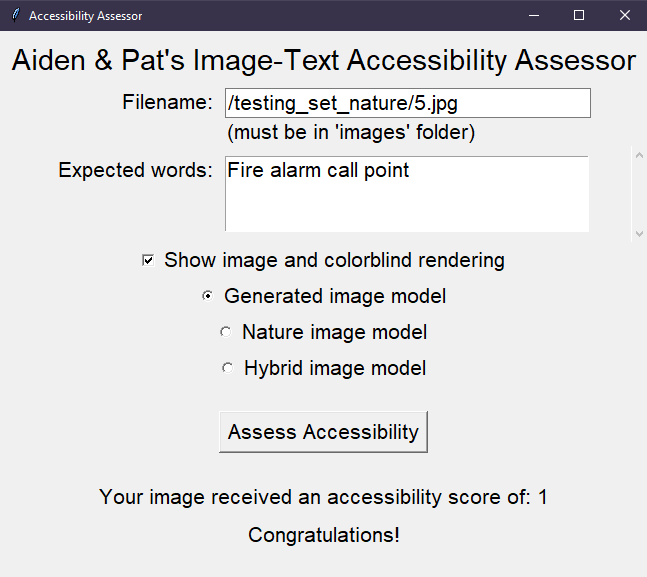 Accessibility Assessor
Aiden & Pat's Image-Text Accessibility Assessor
Filename: /testing_set_nature/5.jpg
(must be in 'images' folder)
Expected words: Fire alarm call point
Show image and colorblind rendering
Generated image model
Nature image model
Hybrid image model
Assess Accessibility
Your image received an accessibility score of: 1
Congratulations!